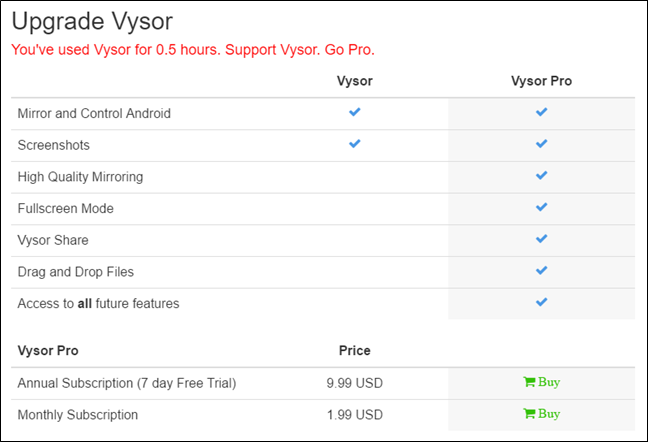 Upgrade Vysor
You've used Vysor for 0.5 hours. Support Vysor. Go Pro.
Vysor Vysor Pro
Mirror and Control Android
Screenshots
High Quality Mirroring
Fullscreen Mode
Vysor Share
Drag and Drop Files
Access to all future features
Vysor Pro Price
Annual Subscription (7 day Free Trial) 9.99 USD Buy
Monthly Subscription 1.99 USD Buy